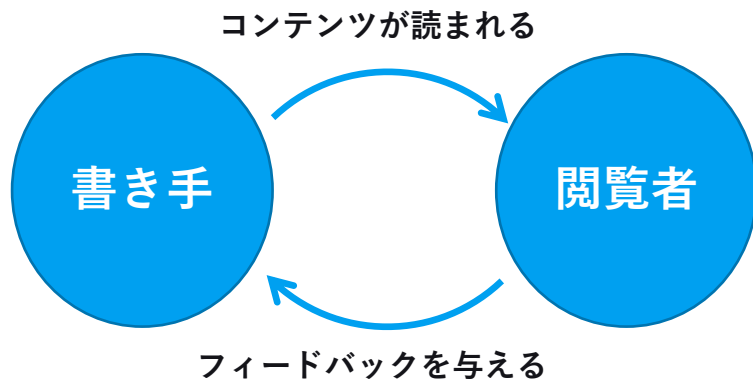 コンテンツが読まれる
書き手
閲覧者
フィードバックを与える